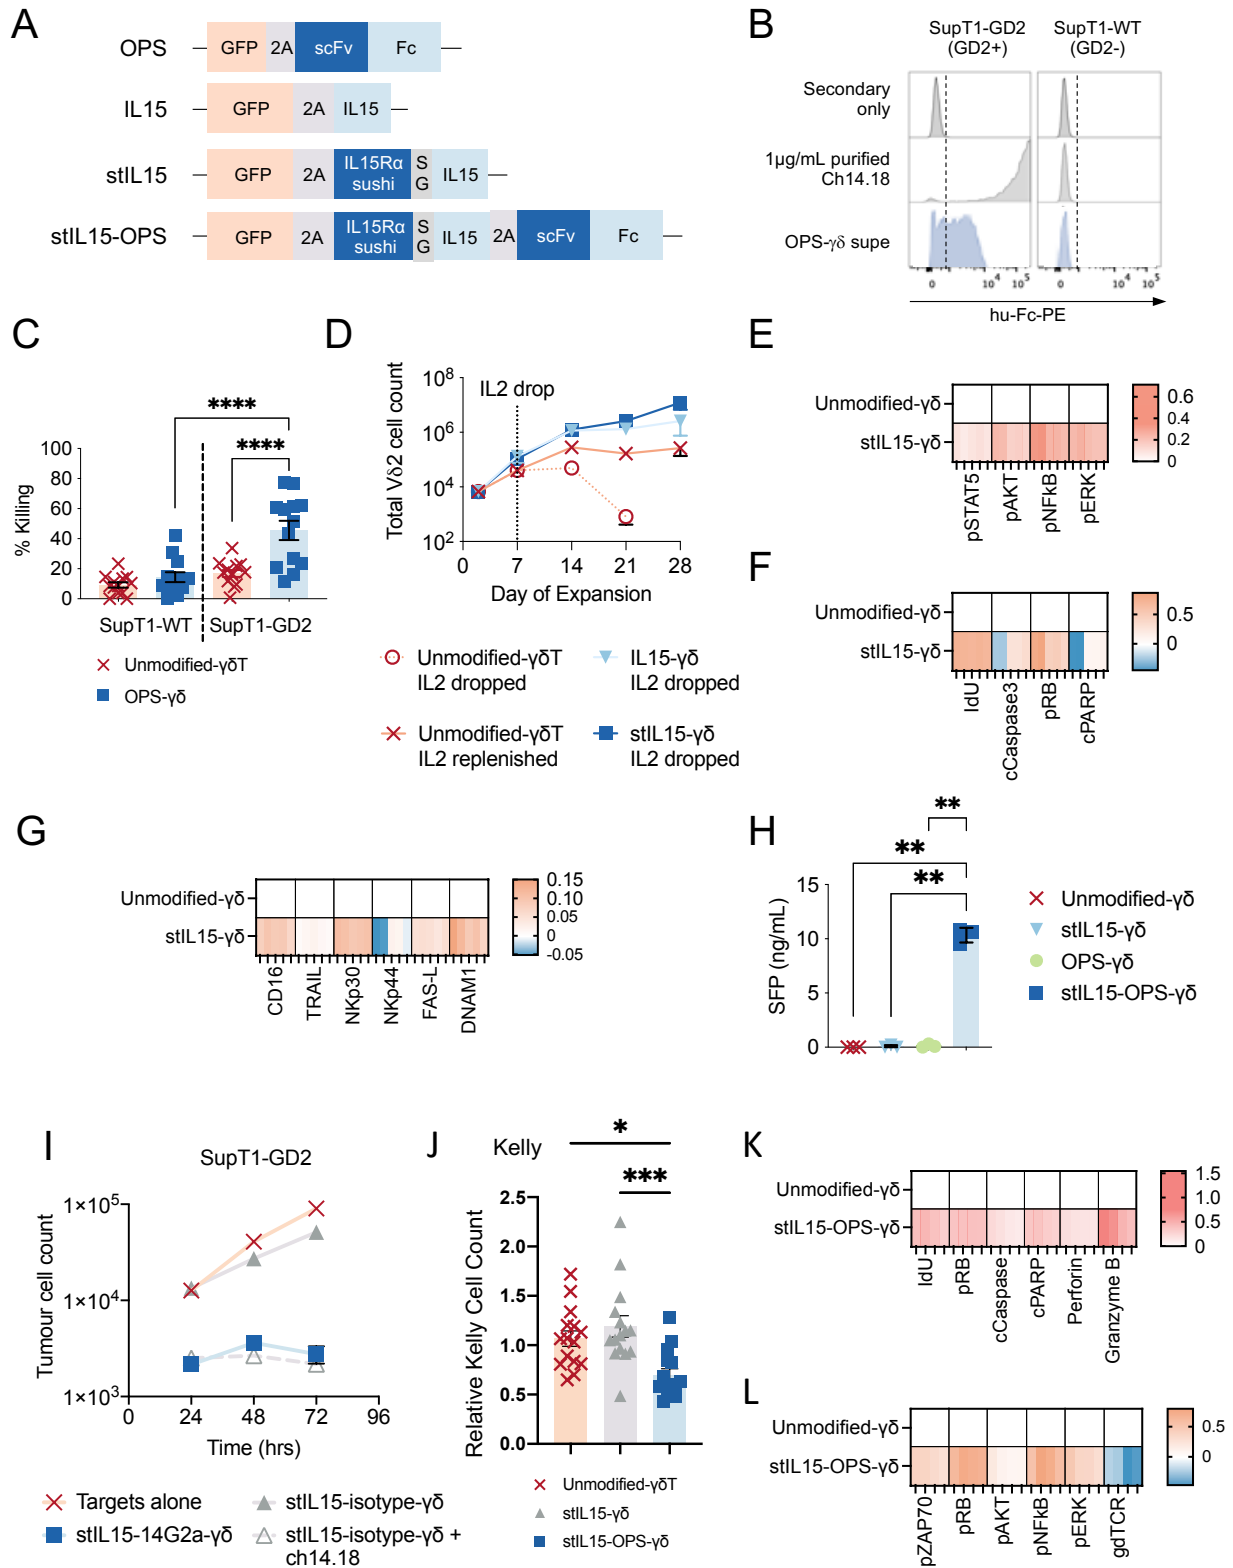 A
OPS
GFP 2A scFv Fc
IL15
GFP 2A IL15
stIL15
GFP 2A IL15Rα sushi SG IL15
stIL15-OPS
GFP 2A IL15Rα sushi SG IL15 2A scFv Fc
B
SupT1-GD2
(GD2+)
SupT1-WT
(GD2-)
Secondary
only
1µg/mL purified
Ch14.18
OPS-γδ supe
0 10⁴ 10⁵
0 10⁴ 10⁵
hu-Fc-PE
C
****
****
% Killing
100
80
60
40
20
0
SupT1-WT SupT1-GD2
Unmodified-γδT
OPS-γδ
D
Total Vδ2 cell count
IL2 drop
10⁸
10⁶
10⁴
10²
0 7 14 21 28
Day of Expansion
Unmodified-γδT
IL2 dropped
IL15-γδ
IL2 dropped
Unmodified-γδT
IL2 replenished
stIL15-γδ
IL2 dropped
E
Unmodified-γδ
stIL15-γδ
pSTAT5
pAKT
pNFkB
pERK
0.6
0.4
0.2
0
F
Unmodified-γδ
stIL15-γδ
IdU
cCaspase3
pRB
cPARP
0.5
0
G
Unmodified-γδ
stIL15-γδ
CD16
TRAIL
NKp30
NKp44
FAS-L
DNAM1
0.15
0.10
0.05
0
-0.05
H
**
**
**
SFP (ng/mL)
15
10
5
0
Unmodified-γδ
stIL15-γδ
OPS-γδ
stIL15-OPS-γδ
I
SupT1-GD2
Tumour cell count
1×10⁵
1×10⁴
1×10³
0 24 48 72 96
Time (hrs)
Targets alone
stIL15-14G2a-γδ
stIL15-isotype-γδ
stIL15-isotype-γδ +
ch14.18
J
Kelly
*
***
Relative Kelly Cell Count
2.5
2.0
1.5
1.0
0.5
0.0
Unmodified-γδT
stIL15-γδ
stIL15-OPS-γδ
K
Unmodified-γδ
stIL15-OPS-γδ
IdU
pRB
cCaspase
cPARP
Perforin
Granzyme B
1.5
1.0
0.5
0
L
Unmodified-γδ
stIL15-OPS-γδ
pZAP70
pRB
pAKT
pNFkB
pERK
gdTCR
0.5
0